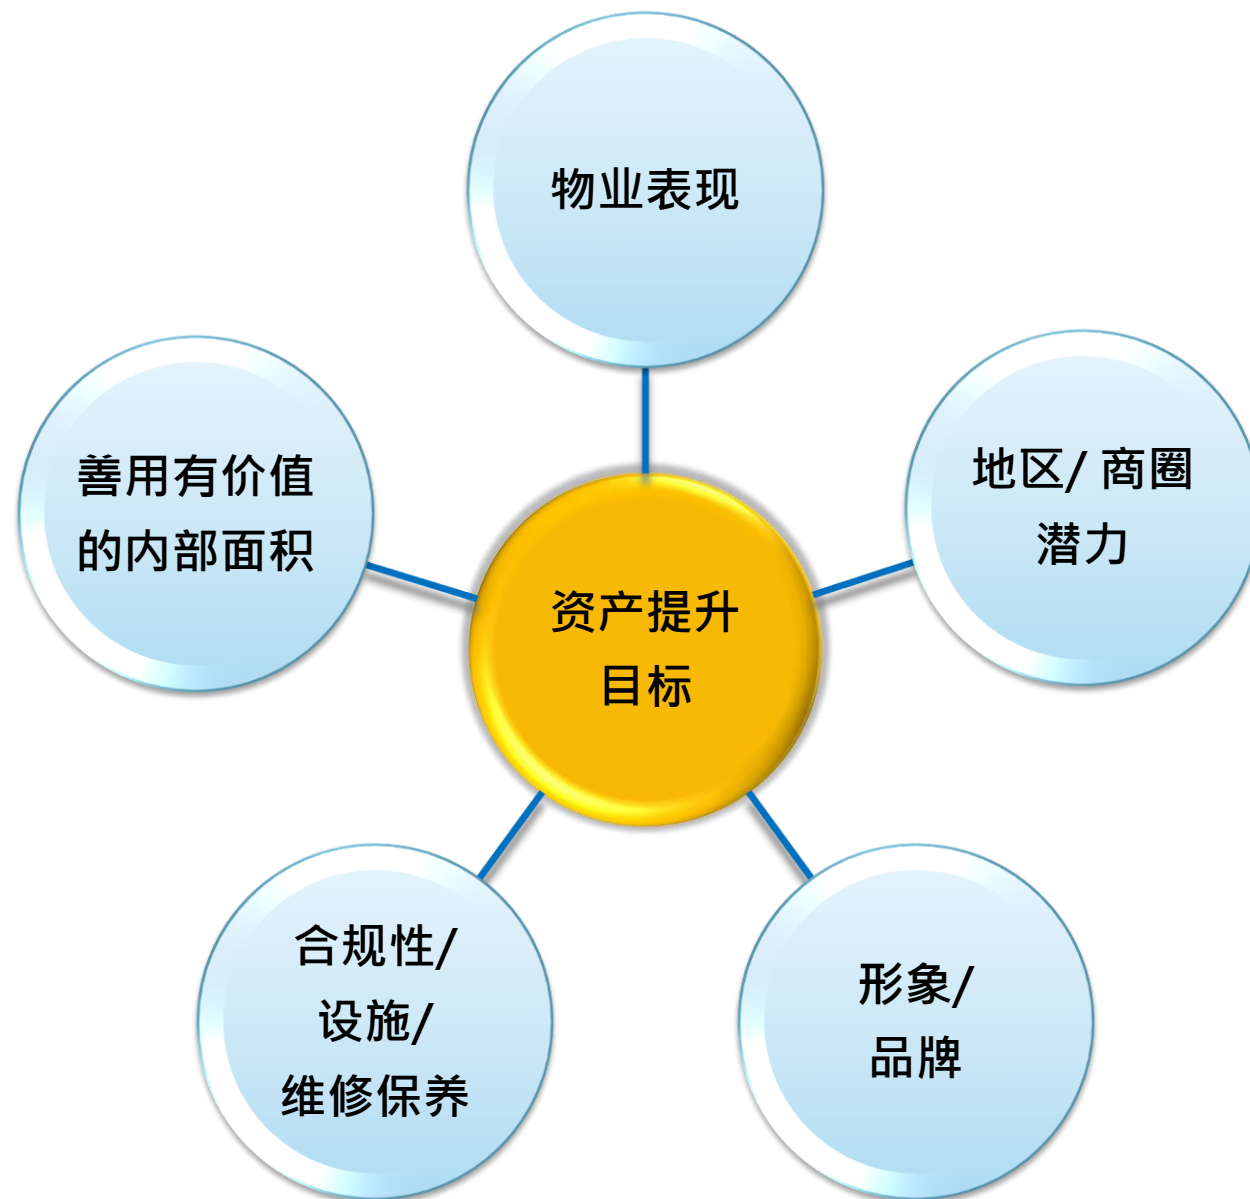 物业表现
地区/ 商圈
潜力
形象/
品牌
合规性/
设施/
维修保养
善用有价值
的内部面积
资产提升
目标